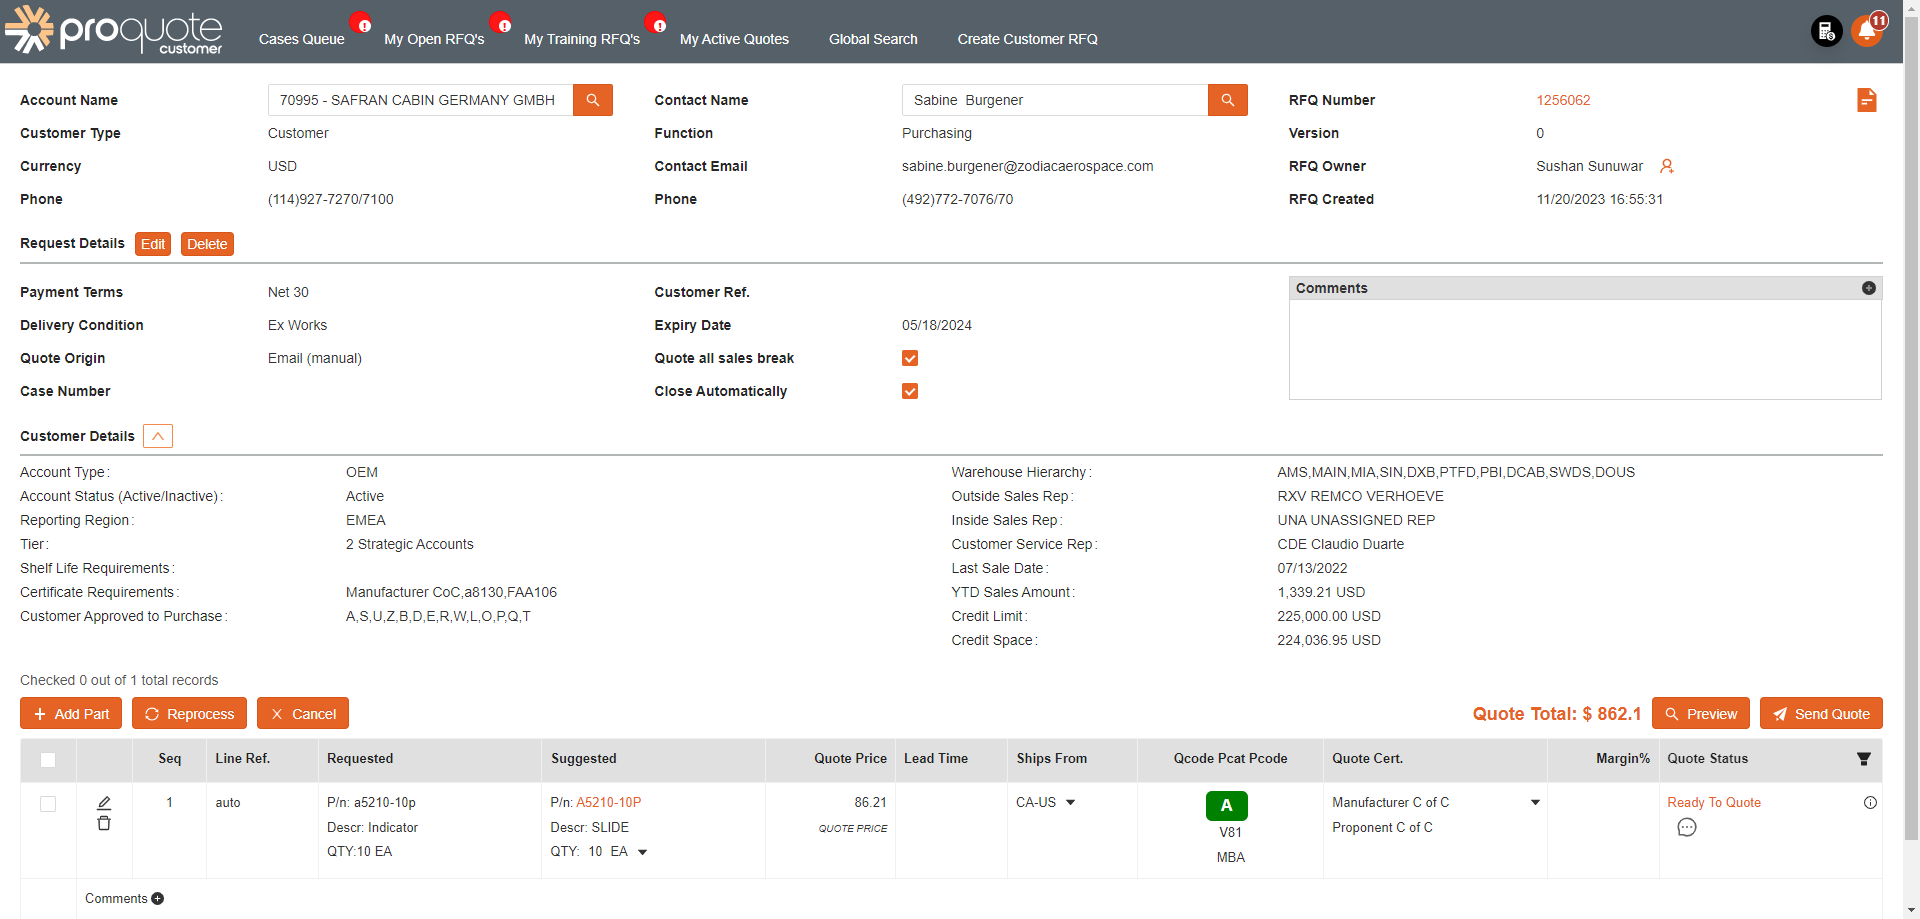 proquote
customer
Cases Queue
My Open RFQ's
My Training RFQ's
My Active Quotes
Global Search
Create Customer RFQ
11
Account Name 70995 - SAFRAN CABIN GERMANY GMBH Contact Name Sabine  Burgener RFQ Number 1256062
Customer Type Customer Function Purchasing Version 0
Currency USD Contact Email sabine.burgener@zodiacaerospace.com RFQ Owner Sushan Sunuwar
Phone (114)927-7270/7100 Phone (492)772-7076/70 RFQ Created 11/20/2023 16:55:31
Request Details Edit Delete
Payment Terms Net 30 Customer Ref. Comments
Delivery Condition Ex Works Expiry Date 05/18/2024
Quote Origin Email (manual) Quote all sales break
Case Number Close Automatically
Customer Details
Account Type: OEM Warehouse Hierarchy: AMS,MAIN,MIA,SIN,DXB,PTFD,PBI,DCAB,SWDS,DOUS
Account Status (Active/Inactive): Active Outside Sales Rep: RXV REMCO VERHOEVE
Reporting Region: EMEA Inside Sales Rep: UNA UNASSIGNED REP
Tier: 2 Strategic Accounts Customer Service Rep: CDE Claudio Duarte
Shelf Life Requirements: Last Sale Date: 07/13/2022
Certificate Requirements: Manufacturer CoC,a8130,FAA106 YTD Sales Amount: 1,339.21 USD
Customer Approved to Purchase: A,S,U,Z,B,D,E,R,W,L,O,P,Q,T Credit Limit: 225,000.00 USD
Credit Space: 224,036.95 USD
Checked 0 out of 1 total records
Add Part Reprocess Cancel Quote Total: $ 862.1 Preview Send Quote
Seq Line Ref. Requested Suggested Quote Price Lead Time Ships From Qcode Pcat Pcode Quote Cert. Margin% Quote Status
1 auto P/n: a5210-10p P/n: A5210-10P 86.21 CA-US A Manufacturer C of C Ready To Quote
Descr: Indicator Descr: SLIDE QUOTE PRICE V81 Proponent C of C
QTY:10 EA QTY: 10 EA MBA
Comments